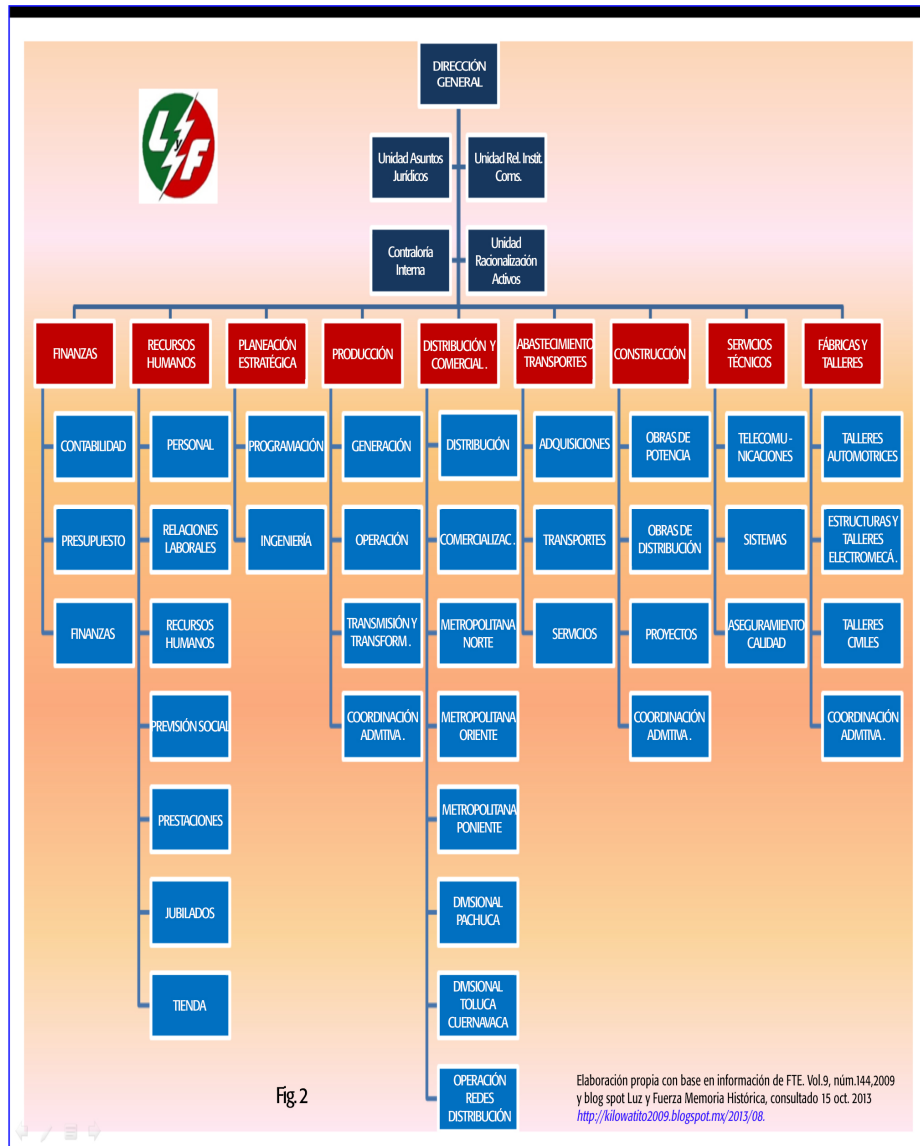 DIRECCIÓN
GENERAL
L y F
Unidad Asuntos
Jurídicos
Unidad Rel. Instit.
Coms.
Contraloría
Interna
Unidad
Racionalización
Activos
FINANZAS
RECURSOS
HUMANOS
PLANEACIÓN
ESTRATÉGICA
PRODUCCIÓN
DISTRIBUCIÓN Y
COMERCIAL .
ABASTECIMIENTO
TRANSPORTES
CONSTRUCCIÓN
SERVICIOS
TÉCNICOS
FÁBRICAS Y
TALLERES
CONTABILIDAD
PRESUPUESTO
FINANZAS
PERSONAL
RELACIONES
LABORALES
RECURSOS
HUMANOS
PREVISIÓN SOCIAL
PRESTACIONES
JUBILADOS
TIENDA
PROGRAMACIÓN
INGENIERÍA
GENERACIÓN
OPERACIÓN
TRANSMISIÓN Y
TRANSFORM .
COORDINACIÓN
ADMTIVA .
DISTRIBUCIÓN
COMERCIALIZAC .
METROPOLITANA
NORTE
METROPOLITANA
ORIENTE
METROPOLITANA
PONIENTE
DIVISIONAL
PACHUCA
DIVISIONAL
TOLUCA
CUERNAVACA
OPERACIÓN
REDES
DISTRIBUCIÓN
ADQUISICIONES
TRANSPORTES
SERVICIOS
OBRAS DE
POTENCIA
OBRAS DE
DISTRIBUCIÓN
PROYECTOS
COORDINACIÓN
ADMTIVA .
TELECOMU -
NICACIONES
SISTEMAS
ASEGURAMIENTO
CALIDAD
TALLERES
AUTOMOTRICES
ESTRUCTURAS Y
TALLERES
ELECTROMECÁ .
TALLERES
CIVILES
COORDINACIÓN
ADMTIVA .
Fig. 2
Elaboración propia con base en información de FTE. Vol.9, núm.144,2009
y blog spot Luz y Fuerza Memoria Histórica, consultado 15 oct. 2013
http://kilowatito2009.blogspot.mx/2013/08.